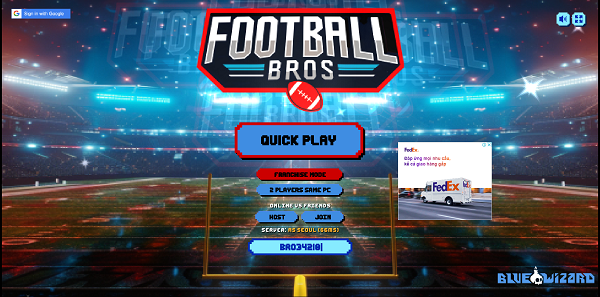 Sign in with Google
FOOTBALL
BROS
QUICK PLAY
FRANCHISE MODE
2 PLAYERS SAME PC
ONLINE VS FRIENDS
HOST JOIN
SERVER: AS SEOUL (66MS)
BRO34218
FedEx.
Đáp ứng mọi nhu cầu,
kể cả giao hàng gấp.
FedEx
BLUE WIZARD